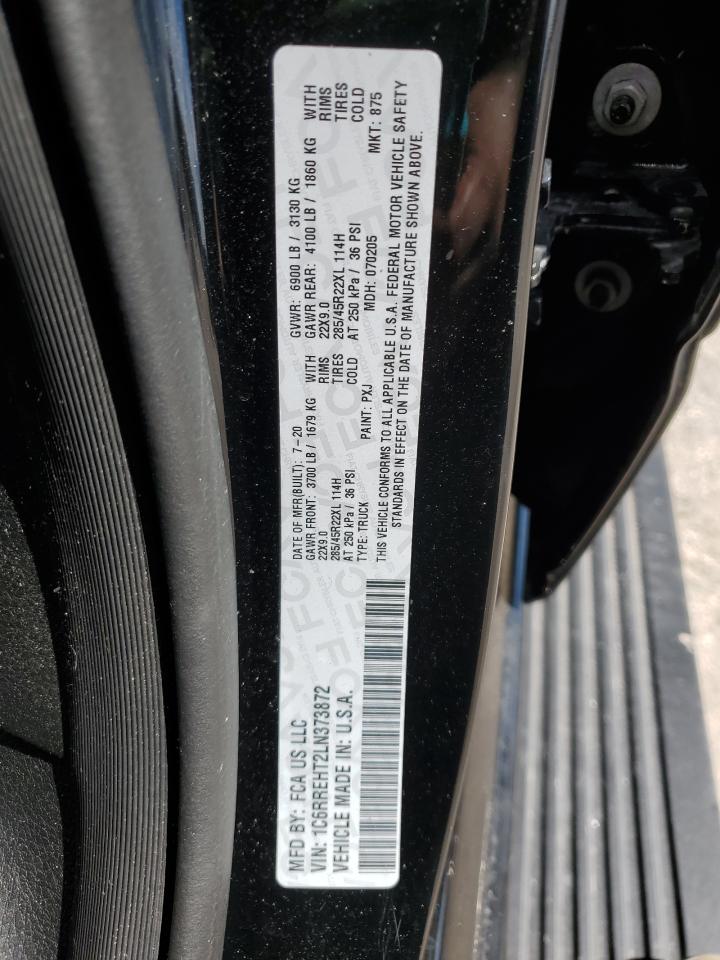 MFD BY: FCA US LLC
VIN: 1C6RREHT2LN373872
VEHICLE MADE IN: U.S.A.
DATE OF MFR(BUILT): 7-20 GVWR: 6900 LB / 3130 KG
GAWR FRONT: 3700 LB / 1679 KG WITH GAWR REAR: 4100 LB / 1860 KG WITH
22X9.0 RIMS 22X9.0 RIMS
285/45R22XL 114H TIRES 285/45R22XL 114H TIRES
AT 250 kPa / 36 PSI COLD AT 250 kPa / 36 PSI COLD
TYPE: TRUCK PAINT: PXJ MDH: 070205 MKT: 875
THIS VEHICLE CONFORMS TO ALL APPLICABLE U.S.A. FEDERAL MOTOR VEHICLE SAFETY
STANDARDS IN EFFECT ON THE DATE OF MANUFACTURE SHOWN ABOVE.